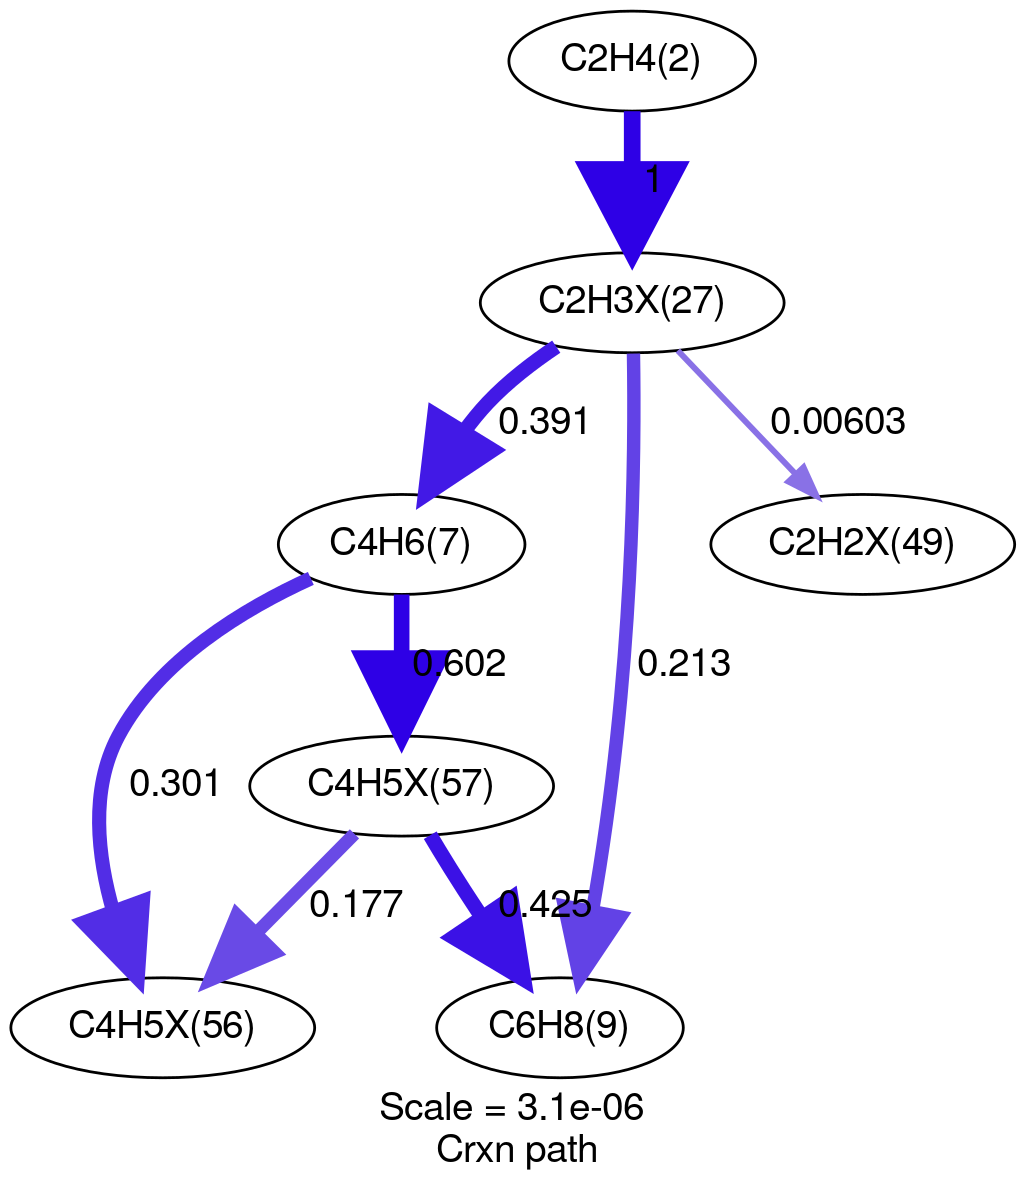 C2H4(2)
1
C2H3X(27)
0.391
0.00603
C4H6(7)
C2H2X(49)
0.602
0.213
0.301
C4H5X(57)
0.177
0.425
C4H5X(56)
C6H8(9)
Scale = 3.1e-06
Crxn path